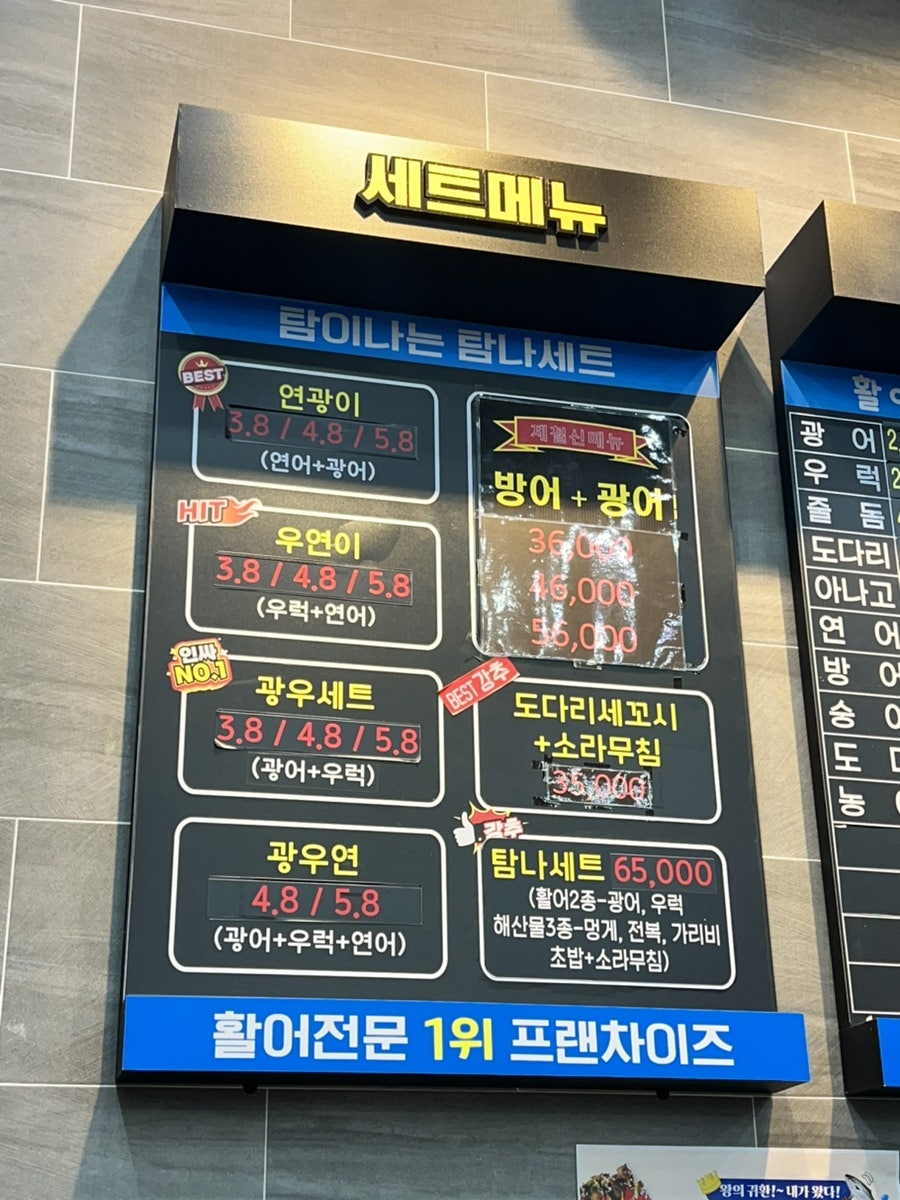 세트메뉴
탐이나는 탐나세트
BEST
연광이
3.8 / 4.8 / 5.8
(연어+광어)
HIT
우연이
3.8 / 4.8 / 5.8
(우럭+연어)
인싸
NO.1
광우세트
3.8 / 4.8 / 5.8
(광어+우럭)
광우연
4.8 / 5.8
(광어+우럭+연어)
제철신메뉴
방어 + 광어
36,000
46,000
56,000
BEST강추
도다리세꼬시
+소라무침
35,000
강추
탐나세트 65,000
(활어2종-광어, 우럭
해산물3종-멍게, 전복, 가리비
초밥+소라무침)
활어전문 1위 프랜차이즈
활
광 어
우 럭
줄 돔
도다리
아나고
연 어
방 어
숭
도
농
왕의 귀환!~내가 왔다!